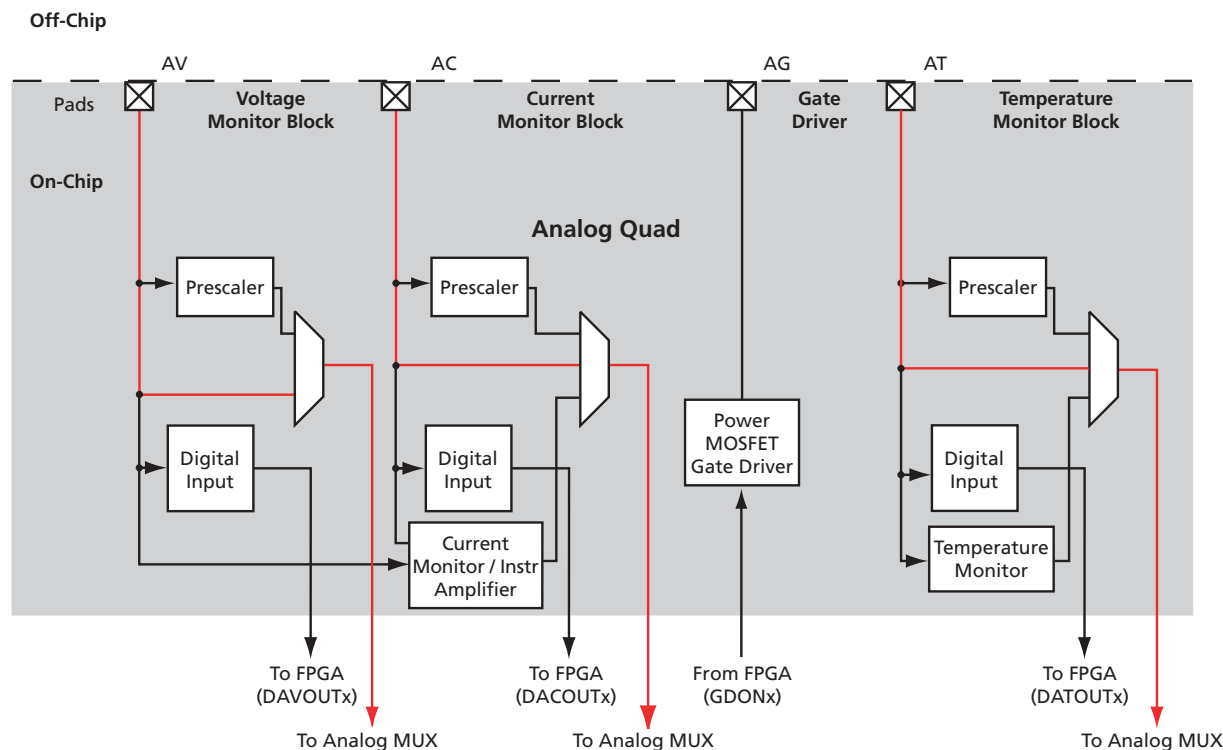 Off-Chip
AV
AC
AG
AT
Pads
Voltage
Monitor Block
Current
Monitor Block
Gate
Driver
Temperature
Monitor Block
On-Chip
Analog Quad
Prescaler
Prescaler
Prescaler
Power
MOSFET
Gate Driver
Digital
Input
Digital
Input
Digital
Input
Current
Monitor / Instr
Amplifier
Temperature
Monitor
To FPGA
(DAVOUTx)
To FPGA
(DACOUTx)
From FPGA
(GDONx)
To FPGA
(DATOUTx)
To Analog MUX
To Analog MUX
To Analog MUX